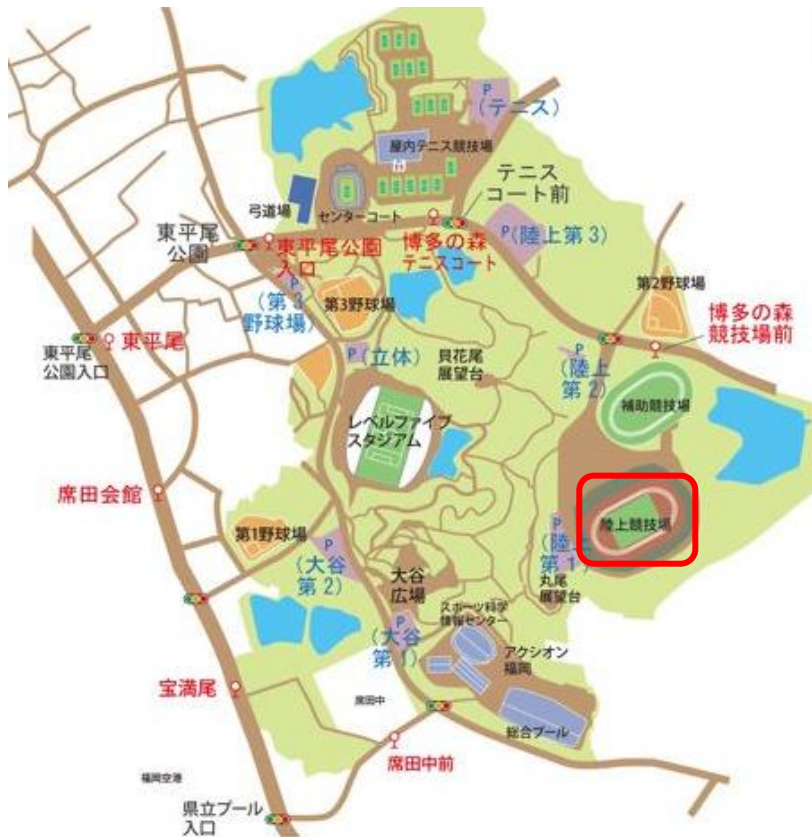 P
(テニス)
屋内テニス競技場
テニス
コート前
弓道場
センターコート
東平尾
公園
東平尾公園
入口
博多の森
テニスコート
P(陸上第3)
第2野球場
P
(第3
野球場)
第3野球場
博多の森
競技場前
東平尾
公園入口
東平尾
P(立体)
貝花尾
展望台
P
(陸上
第2)
補助競技場
レベルファイブ
スタジアム
席田会館
第1野球場
陸上競技場
P
(陸上
第1)
P
(大谷
第2)
大谷
広場
丸尾
展望台
スポーツ科学
情報センター
P
(大谷
第1)
アクシオン
福岡
宝満尾
席田中
総合プール
席田中前
福岡空港
県立プール
入口